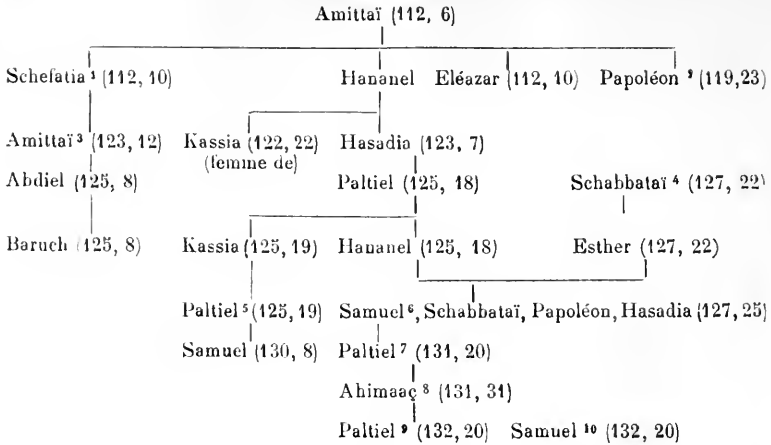 Amittaï (112, 6)
Schefatia ¹ (112, 10) Hananel Eléazar (112, 10) Papoléon ² (119,23)
Amittaï ³ (123, 12) Kassia (122, 22) Hasadia (123, 7)
(femme de)
Abdiel (125, 8) Paltiel (125, 18) Schabbataï ⁴ (127, 22)
Baruch (125, 8) Kassia (125, 19) Hananel (125, 18) Esther (127, 22)
Paltiel ⁵ (125, 19) Samuel ⁶, Schabbataï, Papoléon, Hasadia (127, 25)
Samuel (130, 8) Paltiel ⁷ (131, 20)
Ahimaaç ⁸ (131, 31)
Paltiel ⁹ (132, 20) Samuel ¹⁰ (132, 20)